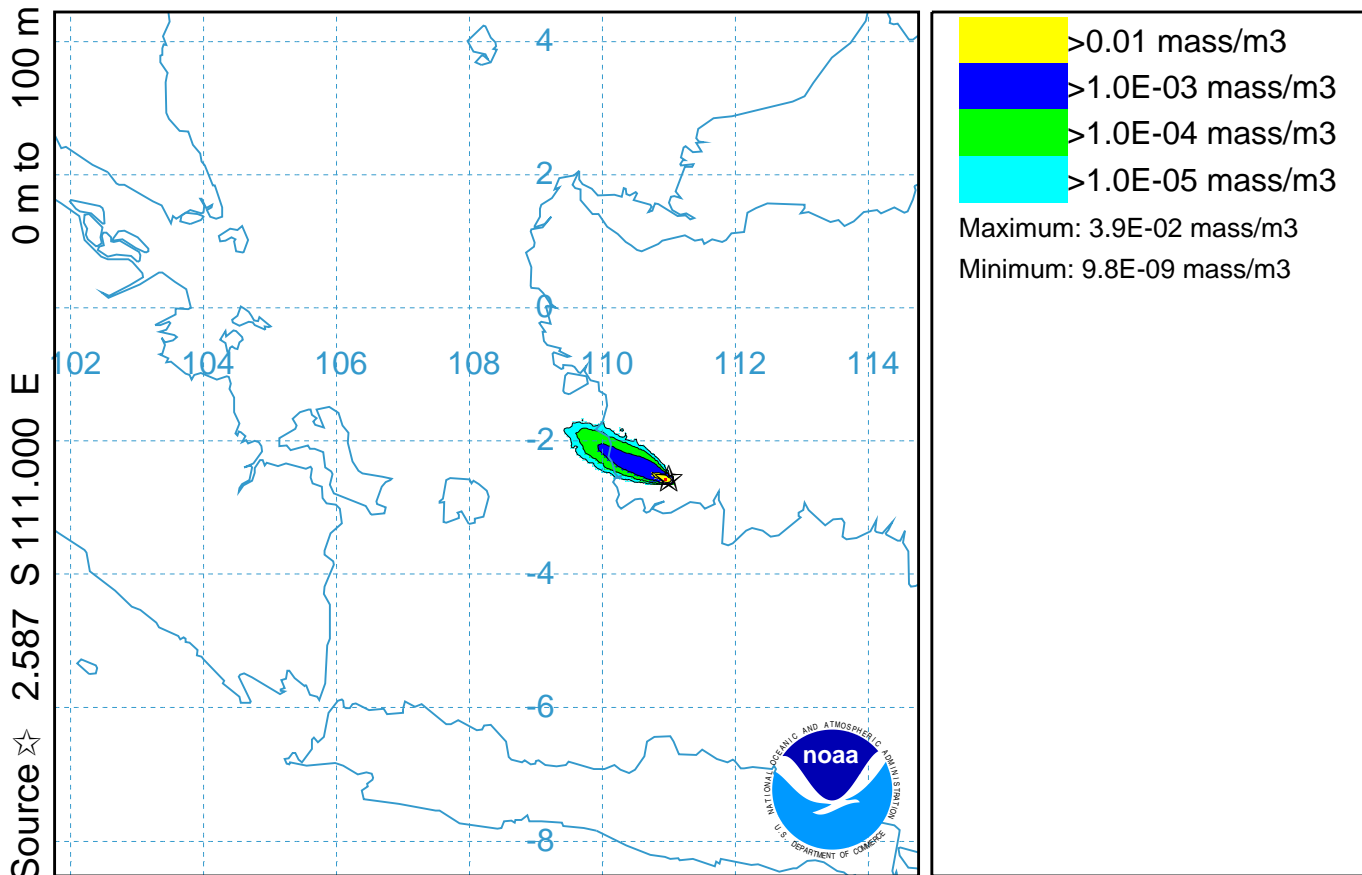 Source ☆ 2.587 S 111.000 E 0 m to 100 m
4
2
0
102 104 106 108 110 112 114
-2
-4
-6
-8
>0.01 mass/m3
>1.0E-03 mass/m3
>1.0E-04 mass/m3
>1.0E-05 mass/m3
Maximum: 3.9E-02 mass/m3
Minimum: 9.8E-09 mass/m3
NATIONAL OCEANIC AND ATMOSPHERIC ADMINISTRATION
noaa
U.S. DEPARTMENT OF COMMERCE